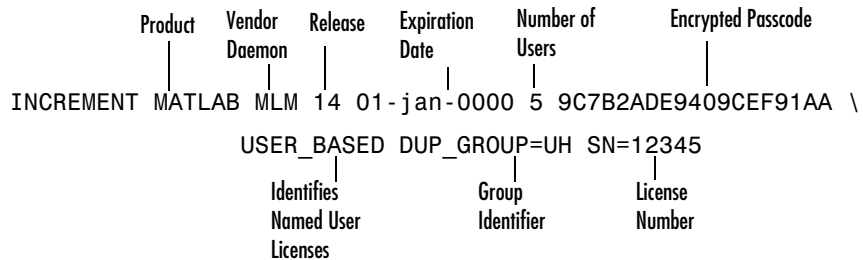 Product Vendor Daemon Release Expiration Date Number of Users Encrypted Passcode
INCREMENT MATLAB MLM 14 01-jan-0000 5 9C7B2ADE9409CEF91AA \
USER_BASED DUP_GROUP=UH SN=12345
Identifies Named User Licenses Group Identifier License Number